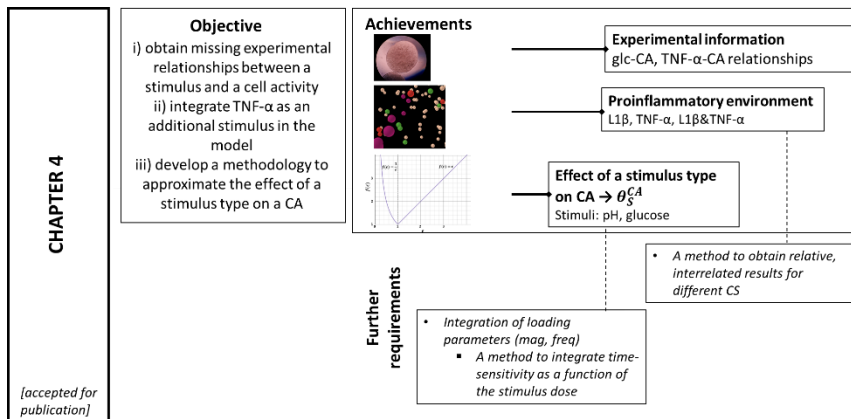 CHAPTER 4
[accepted for
publication]
Objective
i) obtain missing experimental
relationships between a
stimulus and a cell activity
ii) integrate TNF-α as an
additional stimulus in the
model
iii) develop a methodology to
approximate the effect of a
stimulus type on a CA
Achievements
Experimental information
glc-CA, TNF-α-CA relationships
Proinflammatory environment
L1β, TNF-α, L1β&TNF-α
Effect of a stimulus type
on CA → θ_S^CA
Stimuli: pH, glucose
Further
requirements
• A method to obtain relative,
interrelated results for
different CS
• Integration of loading
parameters (mag, freq)
▪ A method to integrate time-
sensitivity as a function of
the stimulus dose